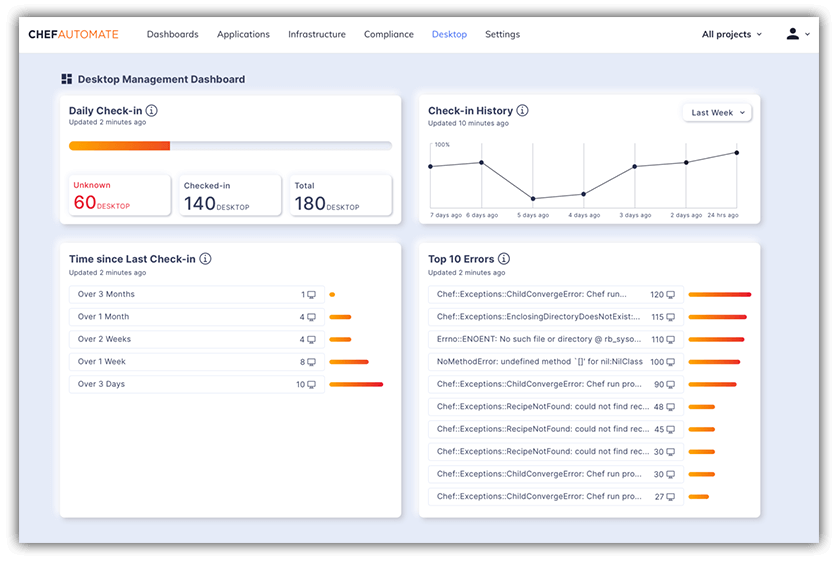 CHEFAUTOMATE Dashboards Applications Infrastructure Compliance Desktop Settings All projects
Desktop Management Dashboard
Daily Check-in
Updated 2 minutes ago
Unknown
60 DESKTOP
Checked-in
140 DESKTOP
Total
180 DESKTOP
Check-in History
Updated 10 minutes ago
Last Week
100%
7 days ago 6 days ago 5 days ago 4 days ago 3 days ago 2 days ago 24 hrs ago
Time since Last Check-in
Updated 2 minutes ago
Over 3 Months 1
Over 1 Month 4
Over 2 Weeks 4
Over 1 Week 8
Over 3 Days 10
Top 10 Errors
Updated 2 minutes ago
Chef::Exceptions::ChildConvergeError: Chef run... 120
Chef::Exceptions::EnclosingDirectoryDoesNotExist:... 115
Errno::ENOENT: No such file or directory @ rb_syso... 110
NoMethodError: undefined method `[]' for nil:NilClass 100
Chef::Exceptions::ChildConvergeError: Chef run pro... 90
Chef::Exceptions::RecipeNotFound: could not find rec... 48
Chef::Exceptions::RecipeNotFound: could not find rec... 45
Chef::Exceptions::RecipeNotFound: could not find rec... 30
Chef::Exceptions::ChildConvergeError: Chef run pro... 30
Chef::Exceptions::ChildConvergeError: Chef run pro... 27